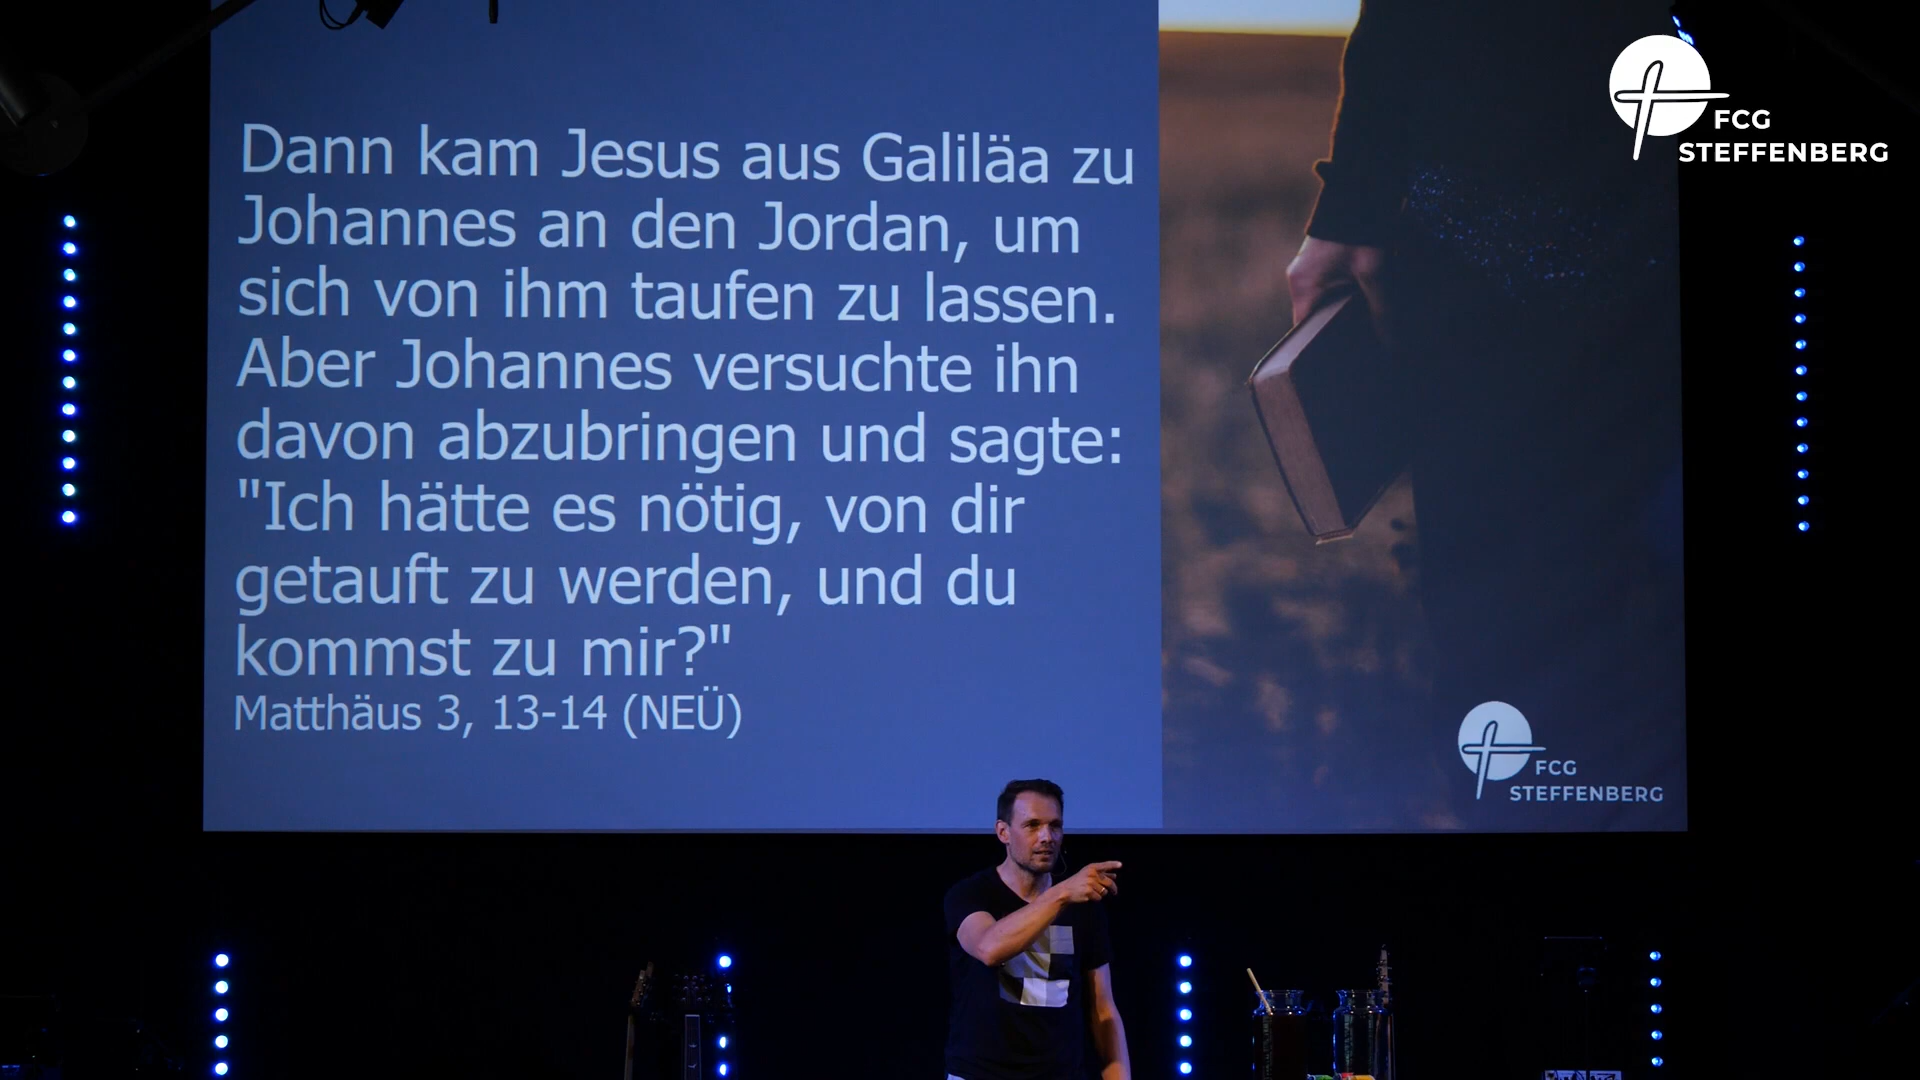 Dann kam Jesus aus Galiläa zu
Johannes an den Jordan, um
sich von ihm taufen zu lassen.
Aber Johannes versuchte ihn
davon abzubringen und sagte:
"Ich hätte es nötig, von dir
getauft zu werden, und du
kommst zu mir?"
Matthäus 3, 13-14 (NEÜ)
FCG
STEFFENBERG
FCG
STEFFENBERG